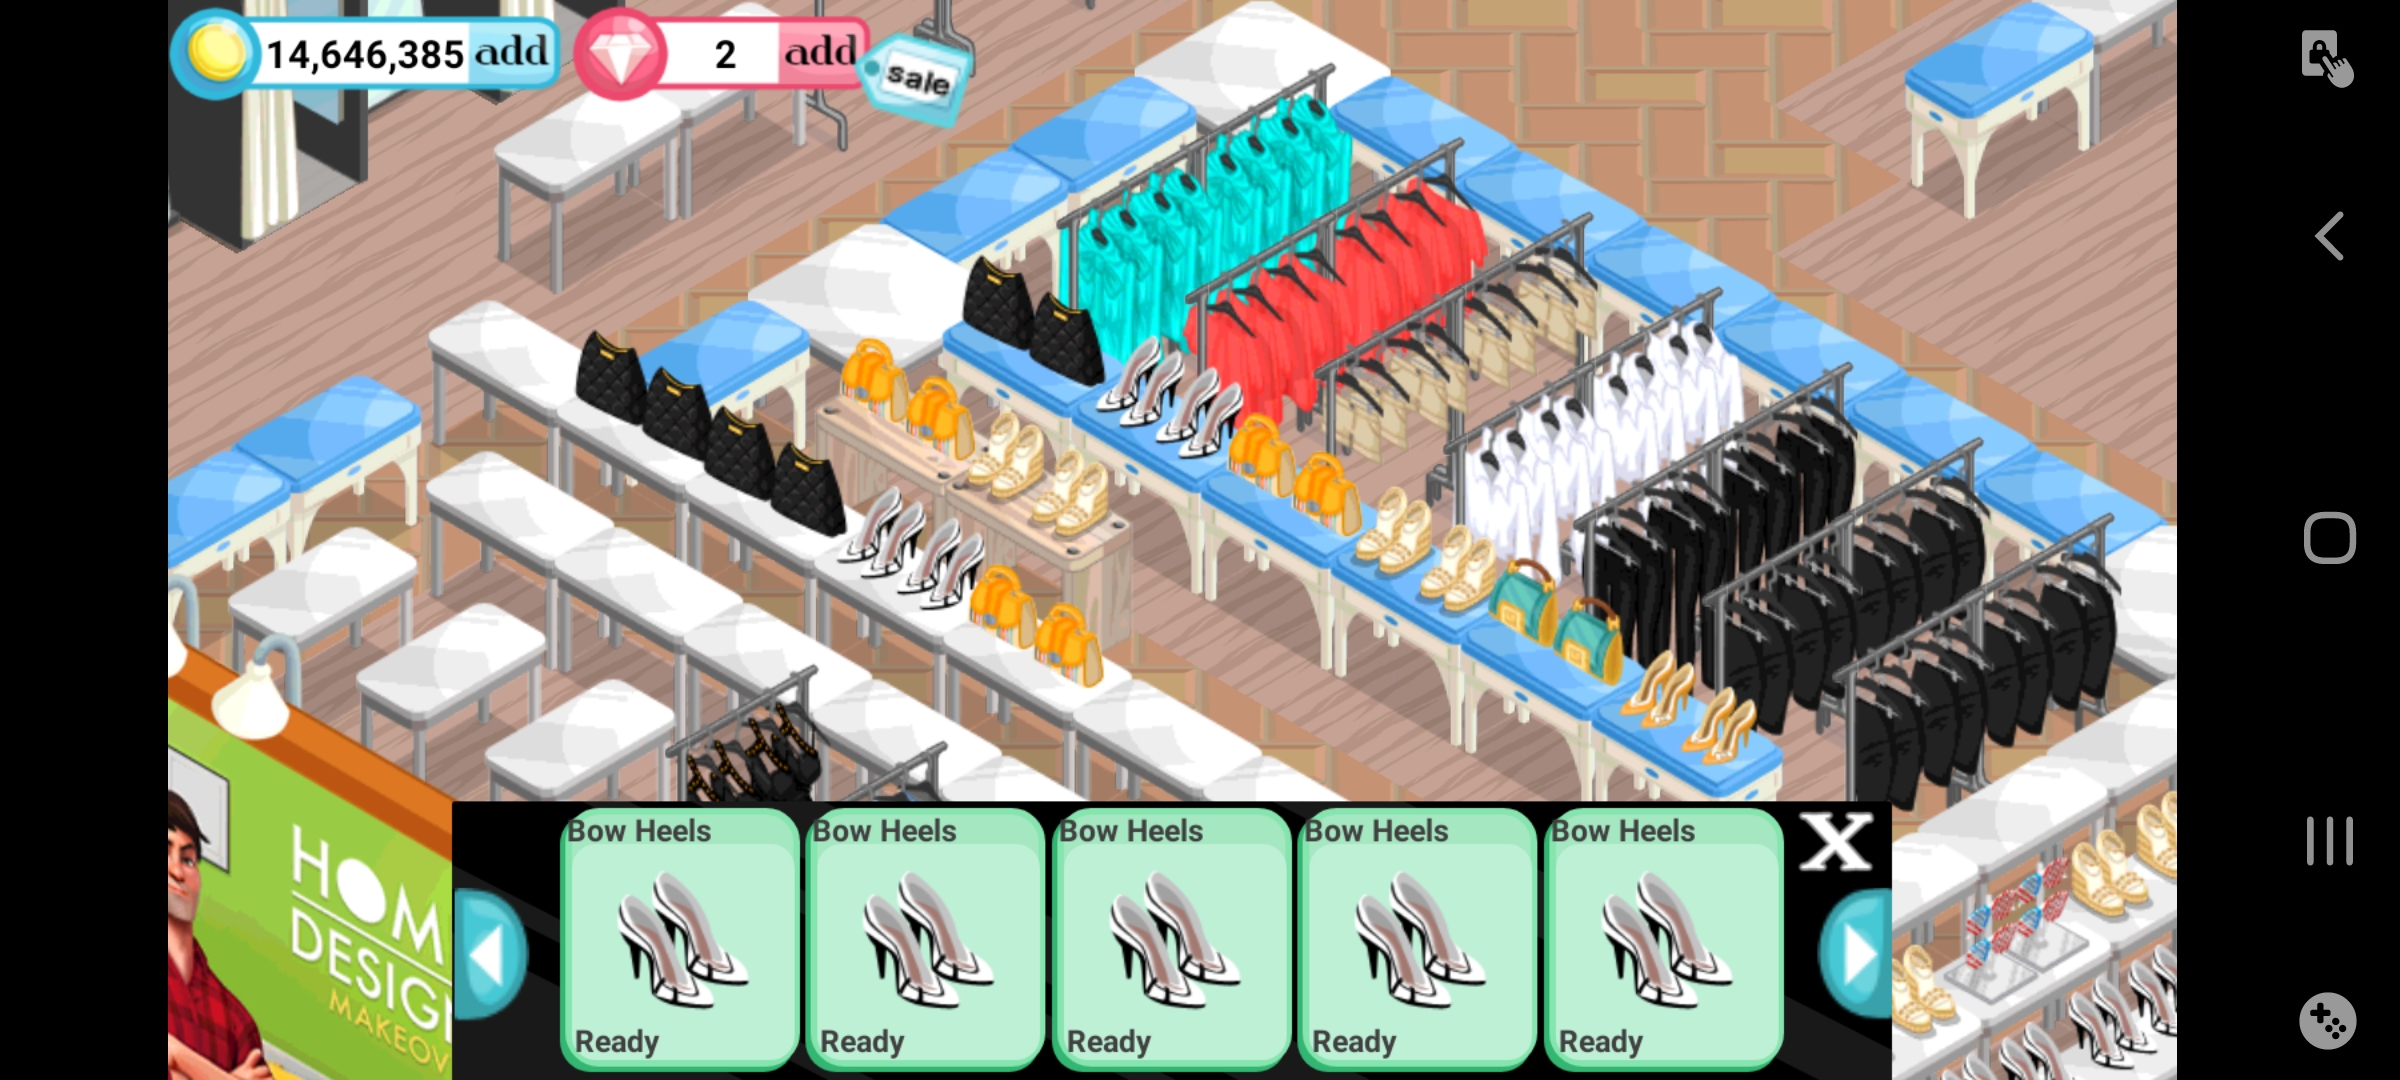 14,646,385 add
2 add
sale
Bow Heels
Bow Heels
Bow Heels
Bow Heels
Bow Heels
X
Ready
Ready
Ready
Ready
Ready
HOM
DESIG
MAKEOV